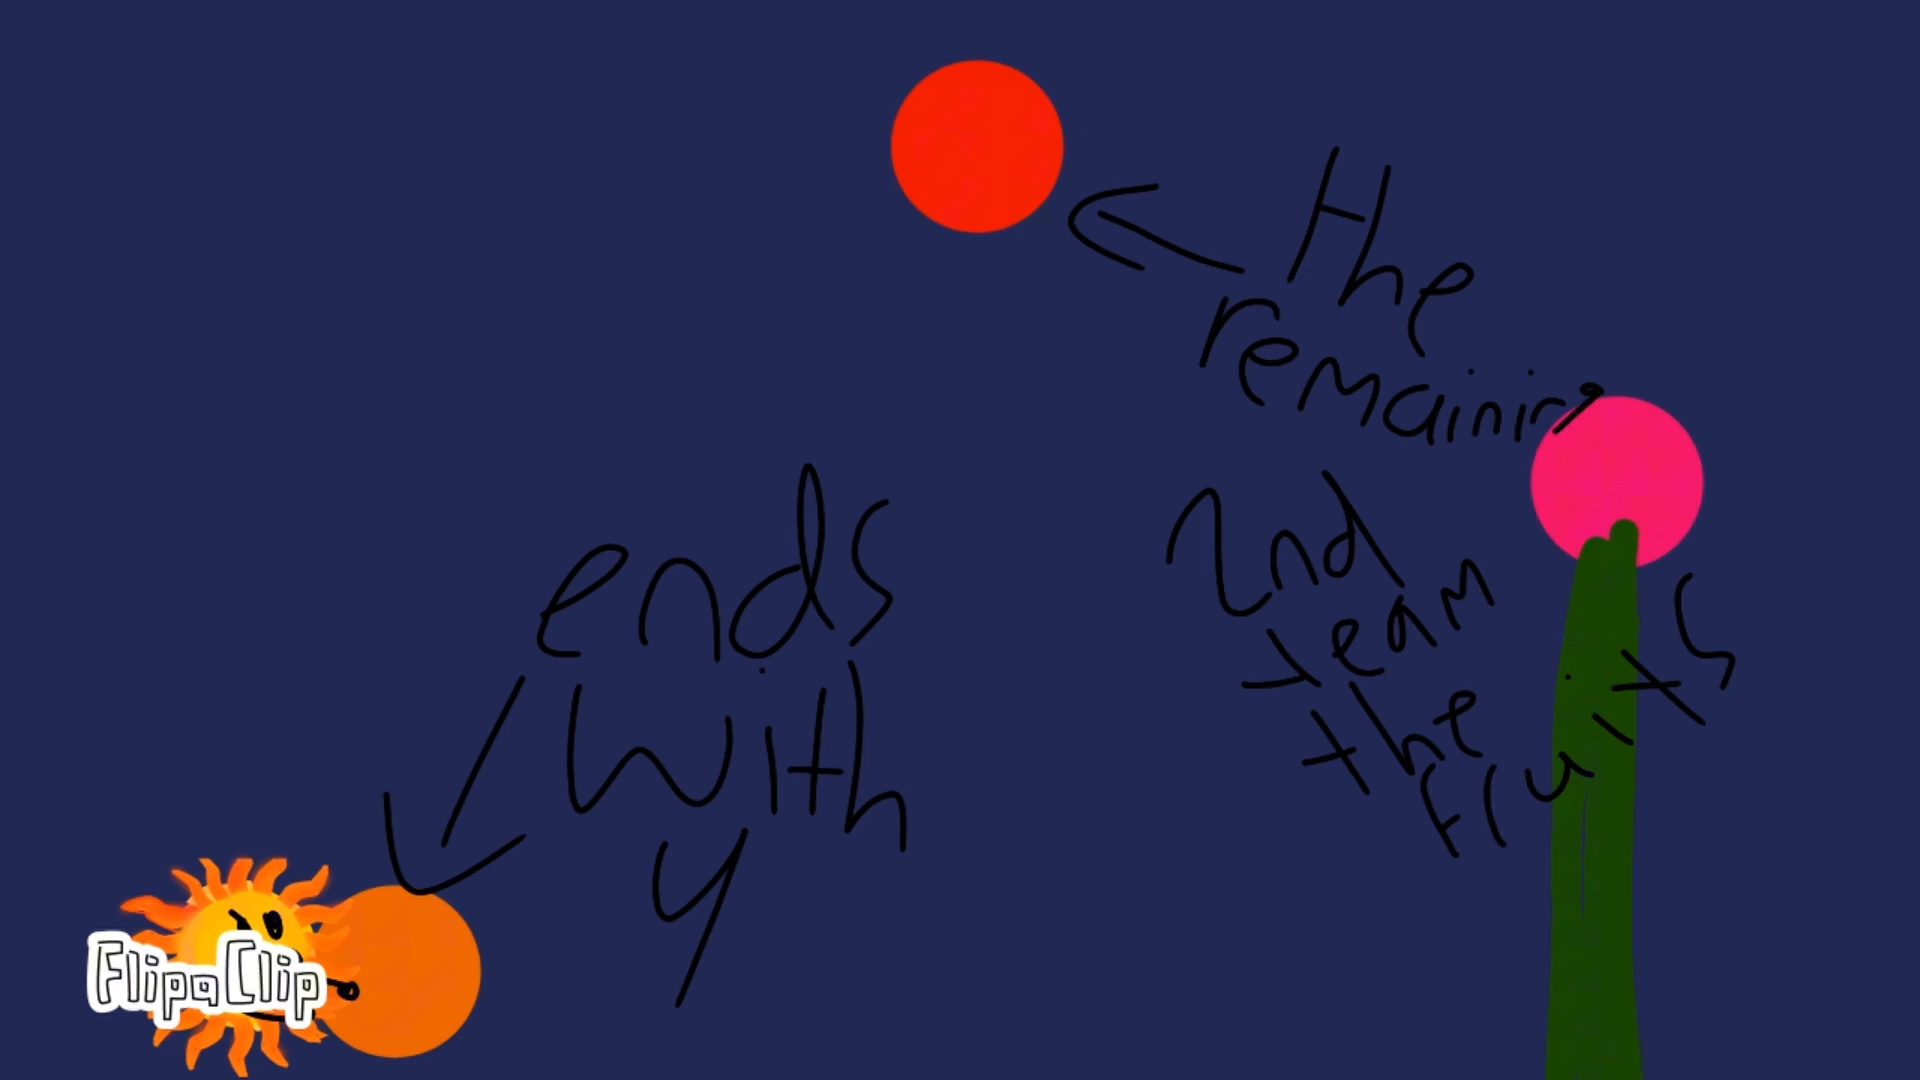 the
remaining
2nd
team
the
Fruits
ends
with
y
FlipaClip